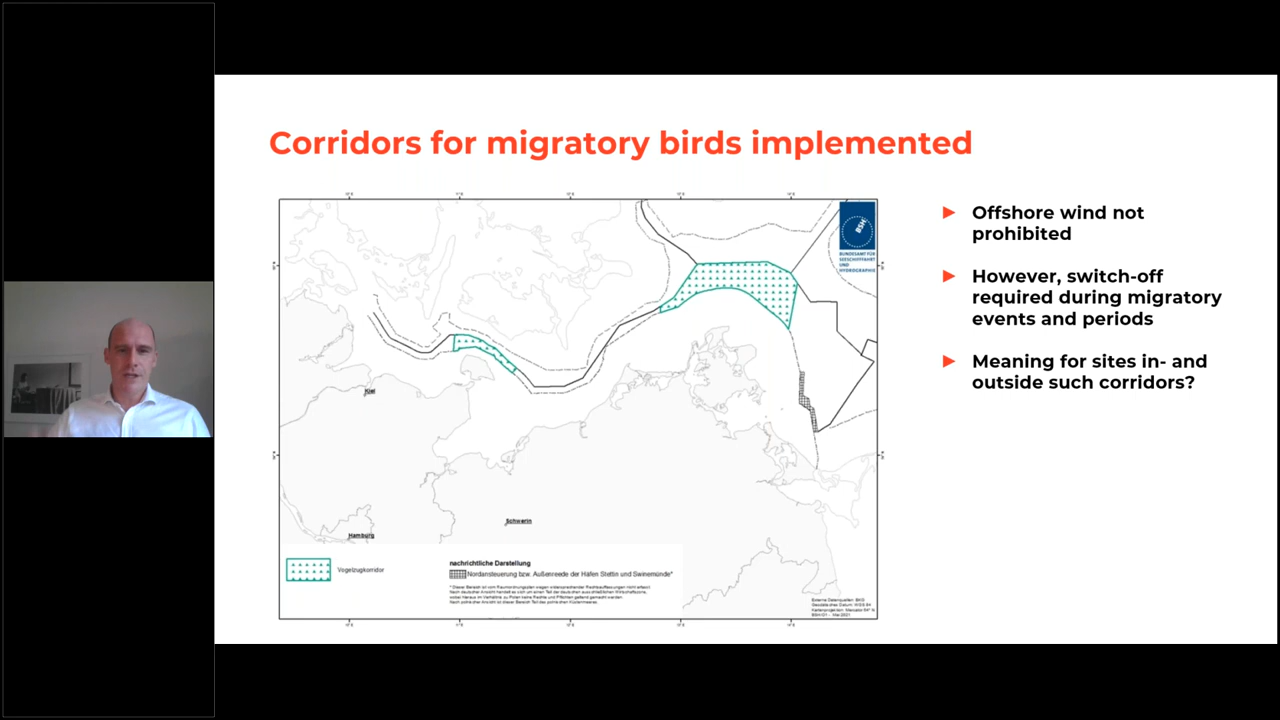 Corridors for migratory birds implemented
BSH
BUNDESAMT FÜR
SEESCHIFFFAHRT
UND
HYDROGRAPHIE
Kiel
Schwerin
Hamburg
Vogelzugkorridor
nachrichtliche Darstellung
Nordansteuerung bzw. Außenreede der Häfen Stettin und Swinemünde*
Offshore wind not
prohibited
However, switch-off
required during migratory
events and periods
Meaning for sites in- and
outside such corridors?